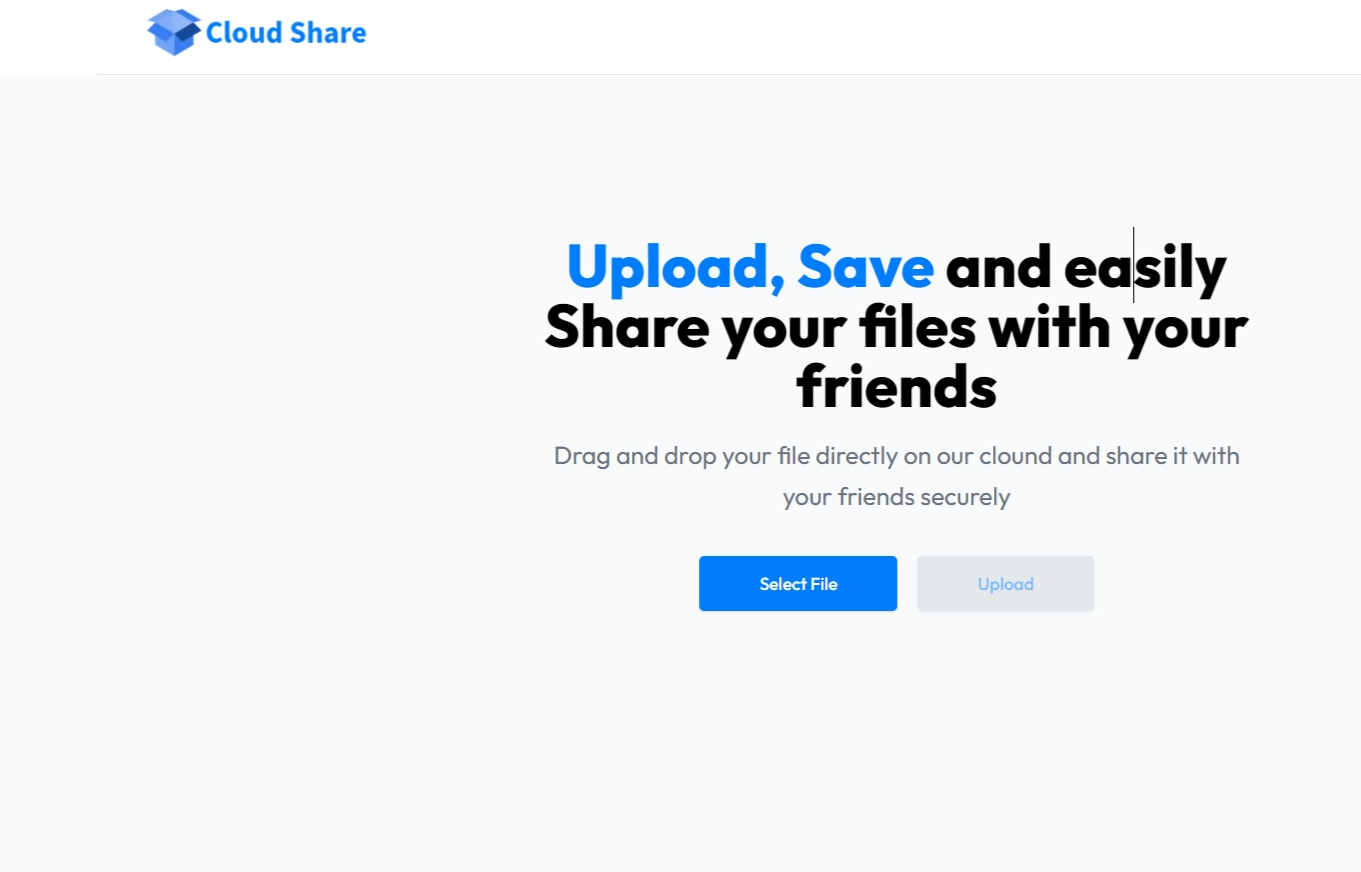 Cloud Share
Upload, Save and easily
Share your files with your
friends
Drag and drop your file directly on our clound and share it with
your friends securely
Select File
Upload